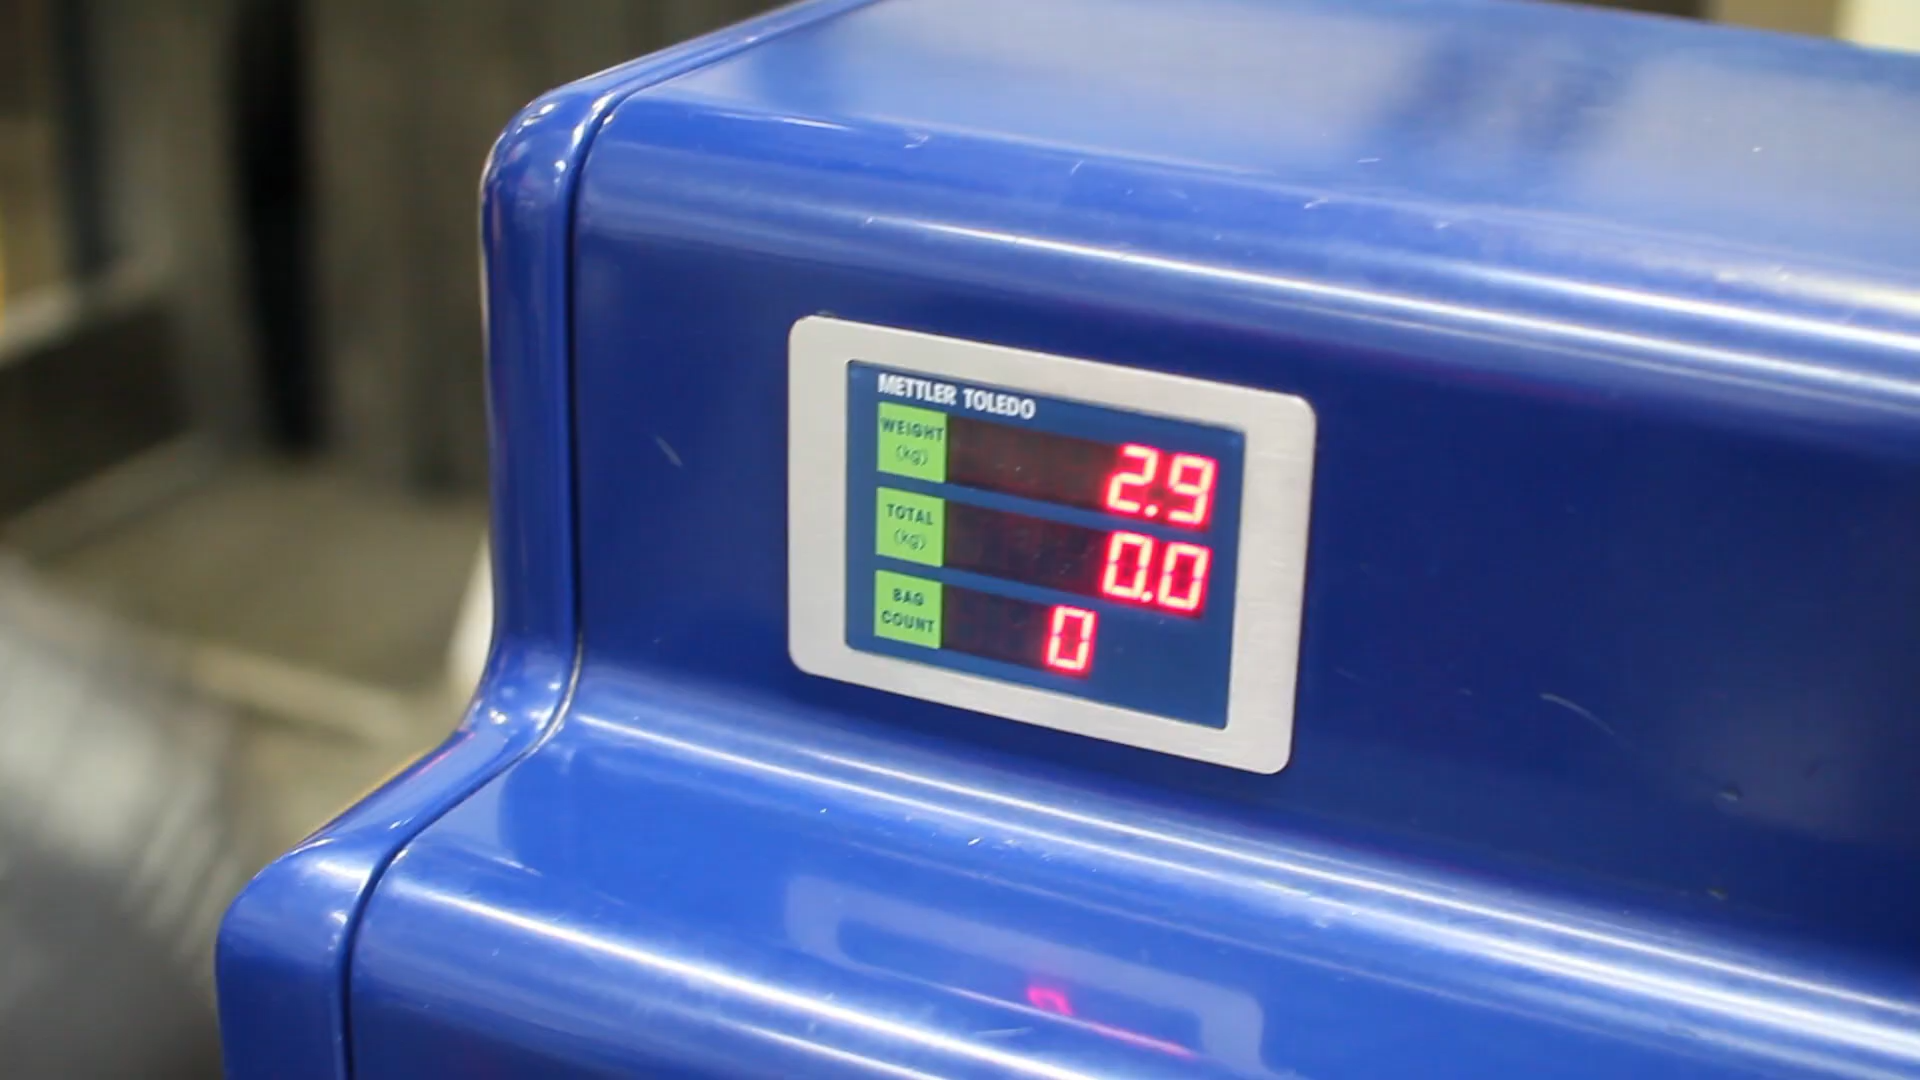 METTLER TOLEDO
WEIGHT
(kg)
2.9
TOTAL
(kg)
0.0
BAG
COUNT
0